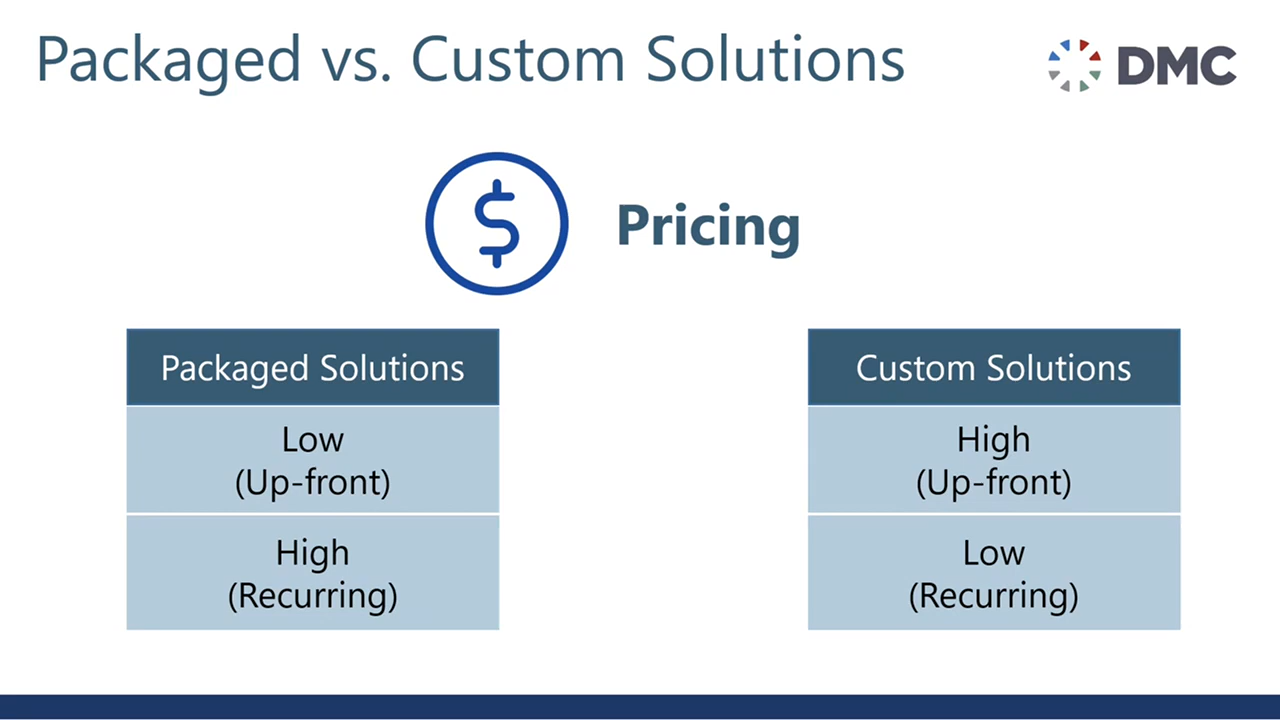 Packaged vs. Custom Solutions
DMC
$
Pricing
Packaged Solutions
Low
(Up-front)
High
(Recurring)
Custom Solutions
High
(Up-front)
Low
(Recurring)